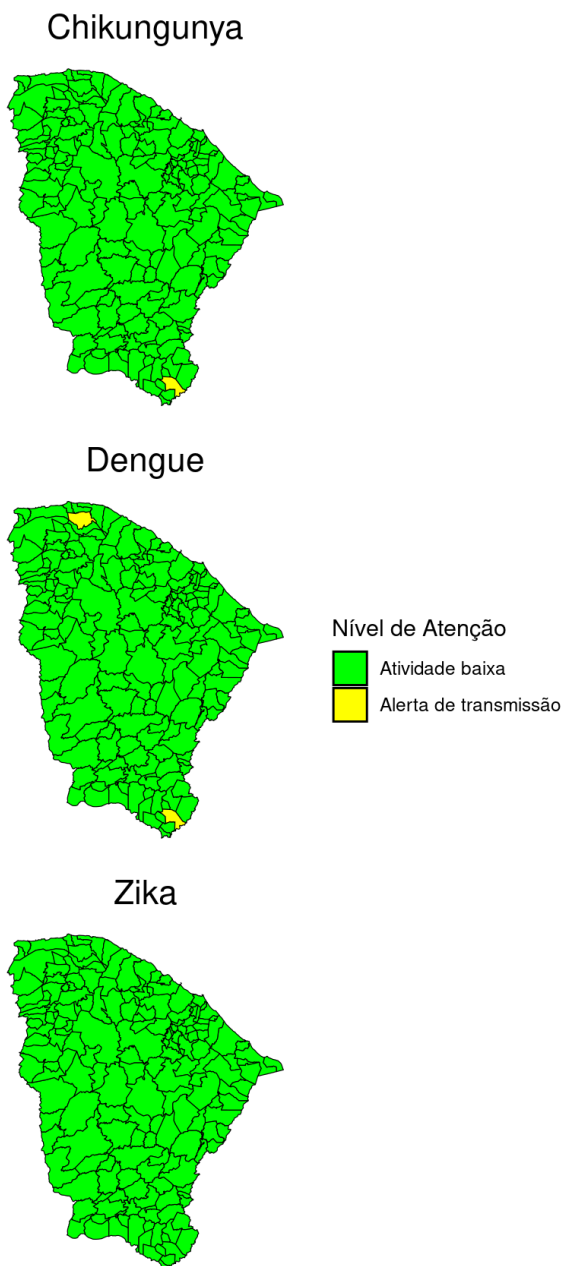 Chikungunya
Dengue
Nível de Atenção
Atividade baixa
Alerta de transmissão
Zika